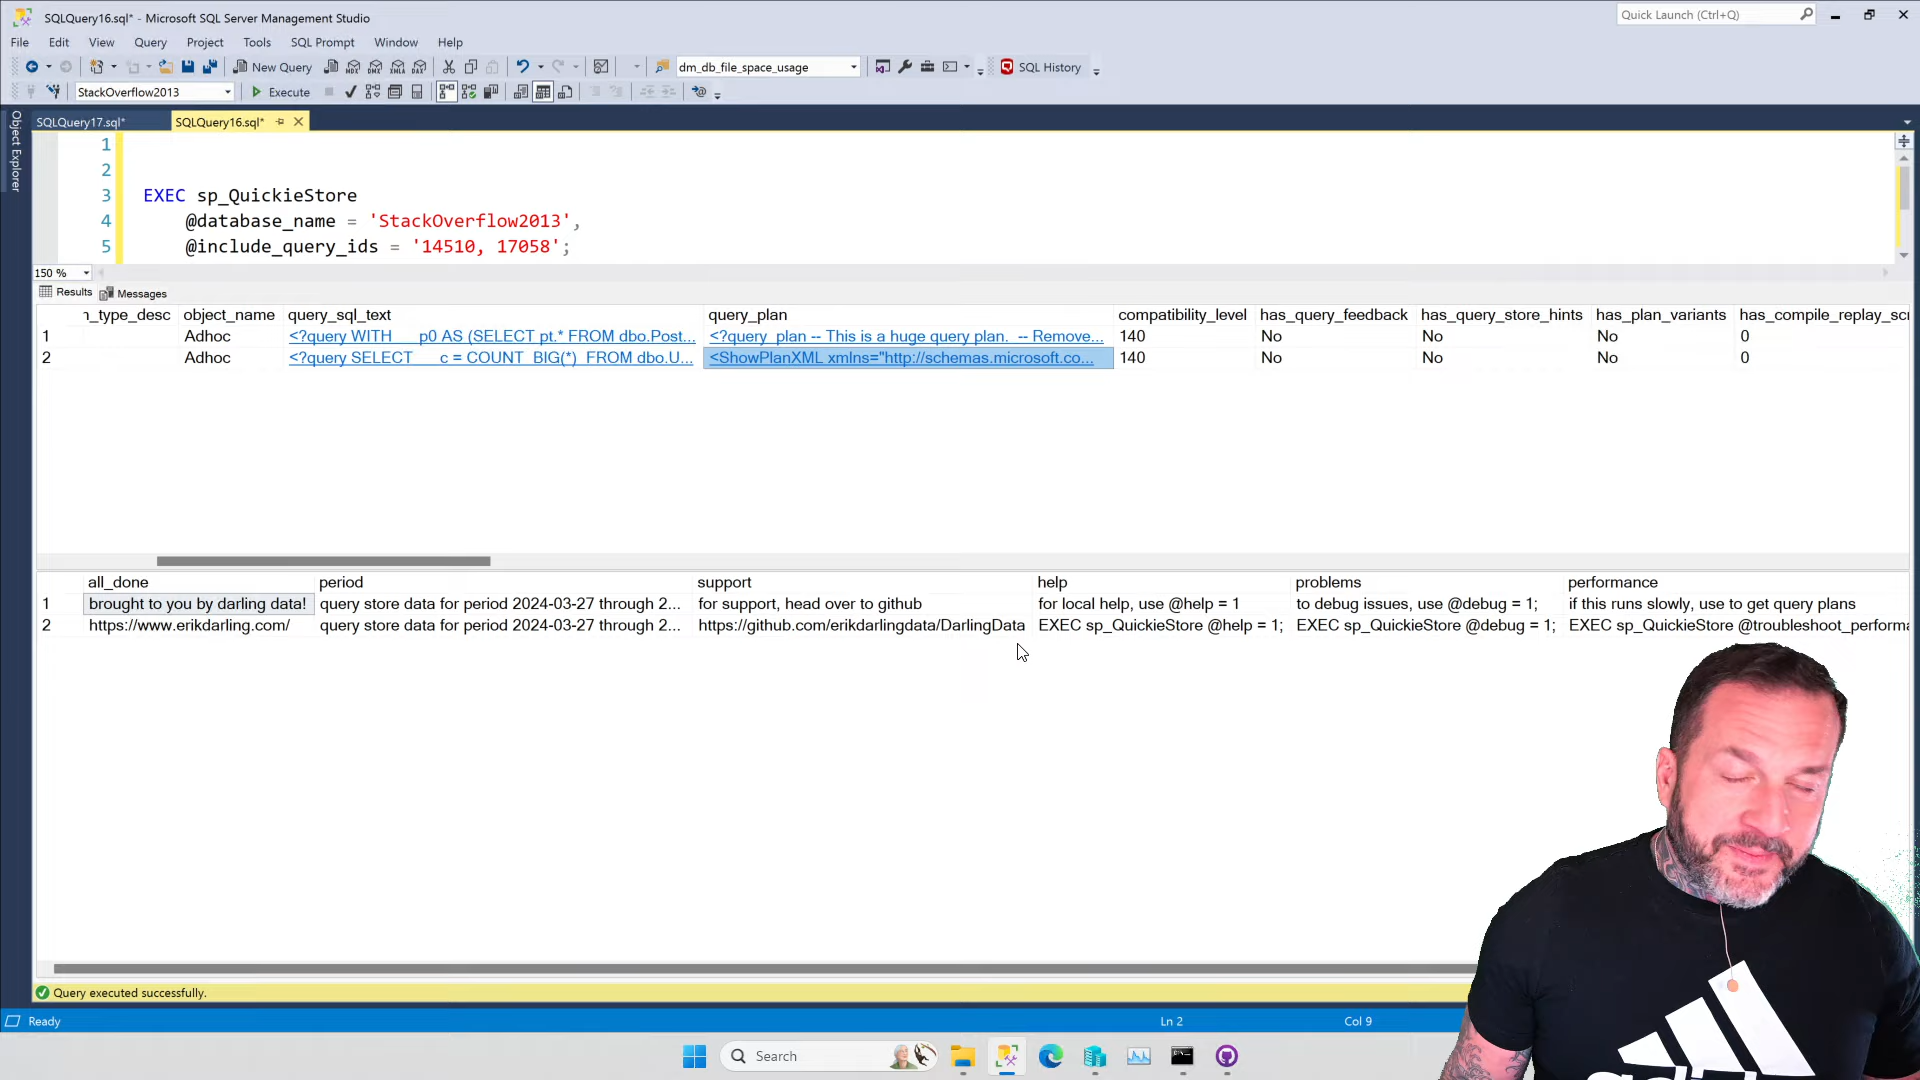 SQLQuery16.sql* - Microsoft SQL Server Management Studio
Quick Launch (Ctrl+Q)
File Edit View Query Project Tools SQL Prompt Window Help
New Query dm_db_file_space_usage SQL History
StackOverflow2013 Execute
Object Explorer
SQLQuery17.sql* SQLQuery16.sql*
1
2
3 EXEC sp_QuickieStore
4 @database_name = 'StackOverflow2013',
5 @include_query_ids = '14510, 17058';
150 %
Results Messages
n_type_desc object_name query_sql_text query_plan compatibility_level has_query_feedback has_query_store_hints has_plan_variants has_compile_replay_scr
1 Adhoc <?query WITH p0 AS (SELECT pt.* FROM dbo.Post... <?query_plan -- This is a huge query plan. -- Remove... 140 No No No 0
2 Adhoc <?query SELECT c = COUNT_BIG(*) FROM dbo.U... <ShowPlanXML xmlns="http://schemas.microsoft.co... 140 No No No 0
all_done period support help problems performance
1 brought to you by darling data! query store data for period 2024-03-27 through 2... for support, head over to github for local help, use @help = 1 to debug issues, use @debug = 1; if this runs slowly, use to get query plans
2 https://www.erikdarling.com/ query store data for period 2024-03-27 through 2... https://github.com/erikdarlingdata/DarlingData EXEC sp_QuickieStore @help = 1; EXEC sp_QuickieStore @debug = 1; EXEC sp_QuickieStore @troubleshoot_performa
Query executed successfully.
Ready Ln 2 Col 9
Search